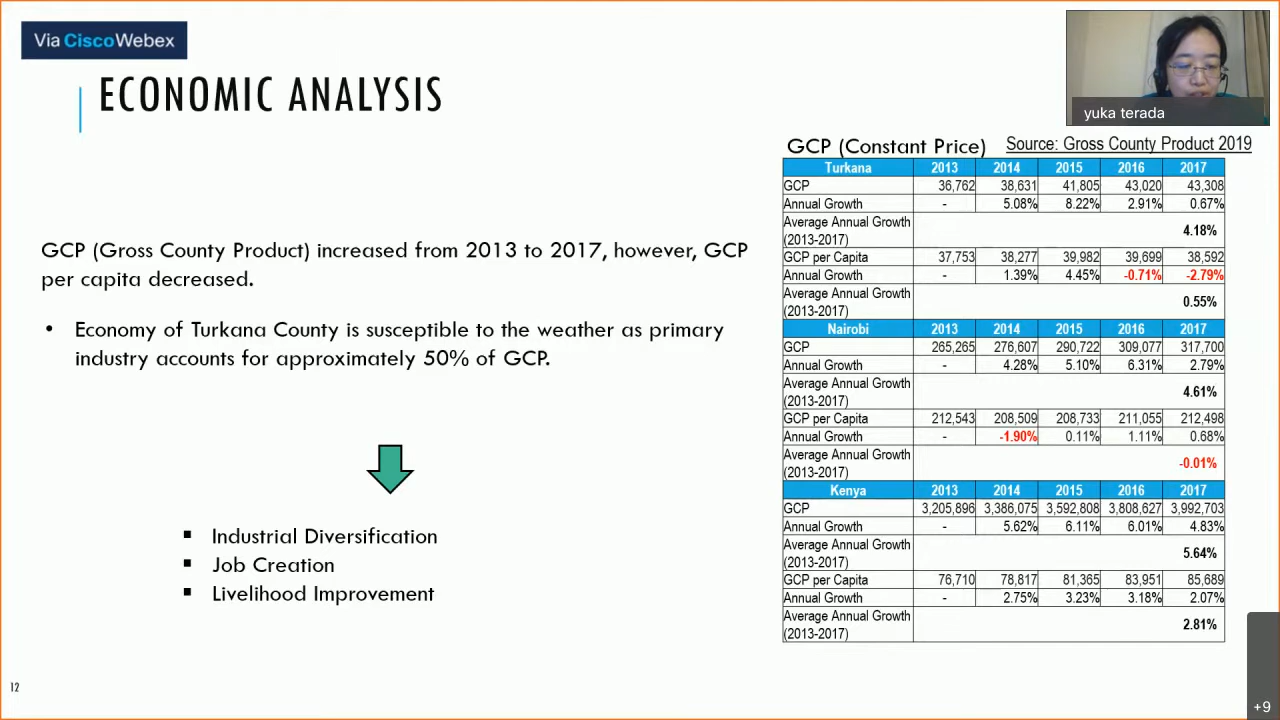 Via CiscoWebex
ECONOMIC ANALYSIS
yuka terada
GCP (Constant Price) Source: Gross County Product 2019
GCP (Gross County Product) increased from 2013 to 2017, however, GCP
per capita decreased.
• Economy of Turkana County is susceptible to the weather as primary
industry accounts for approximately 50% of GCP.
▪ Industrial Diversification
▪ Job Creation
▪ Livelihood Improvement
Turkana 2013 2014 2015 2016 2017
GCP 36,762 38,631 41,805 43,020 43,308
Annual Growth - 5.08% 8.22% 2.91% 0.67%
Average Annual Growth
(2013-2017) 4.18%
GCP per Capita 37,753 38,277 39,982 39,699 38,592
Annual Growth - 1.39% 4.45% -0.71% -2.79%
Average Annual Growth
(2013-2017) 0.55%
Nairobi 2013 2014 2015 2016 2017
GCP 265,265 276,607 290,722 309,077 317,700
Annual Growth - 4.28% 5.10% 6.31% 2.79%
Average Annual Growth
(2013-2017) 4.61%
GCP per Capita 212,543 208,509 208,733 211,055 212,498
Annual Growth - -1.90% 0.11% 1.11% 0.68%
Average Annual Growth
(2013-2017) -0.01%
Kenya 2013 2014 2015 2016 2017
GCP 3,205,896 3,386,075 3,592,808 3,808,627 3,992,703
Annual Growth - 5.62% 6.11% 6.01% 4.83%
Average Annual Growth
(2013-2017) 5.64%
GCP per Capita 76,710 78,817 81,365 83,951 85,689
Annual Growth - 2.75% 3.23% 3.18% 2.07%
Average Annual Growth
(2013-2017) 2.81%
12
+9